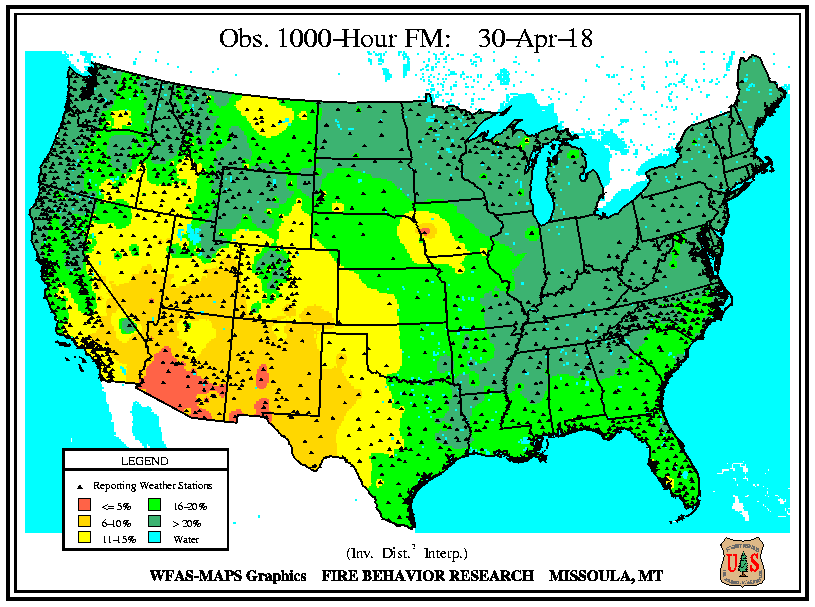 Obs. 1000-Hour FM: 30-Apr-18
LEGEND
Reporting Weather Stations
<= 5% 16-20%
6-10% > 20%
11-15% Water
(Inv. Dist.² Interp.)
WFAS-MAPS Graphics FIRE BEHAVIOR RESEARCH MISSOULA, MT
U S